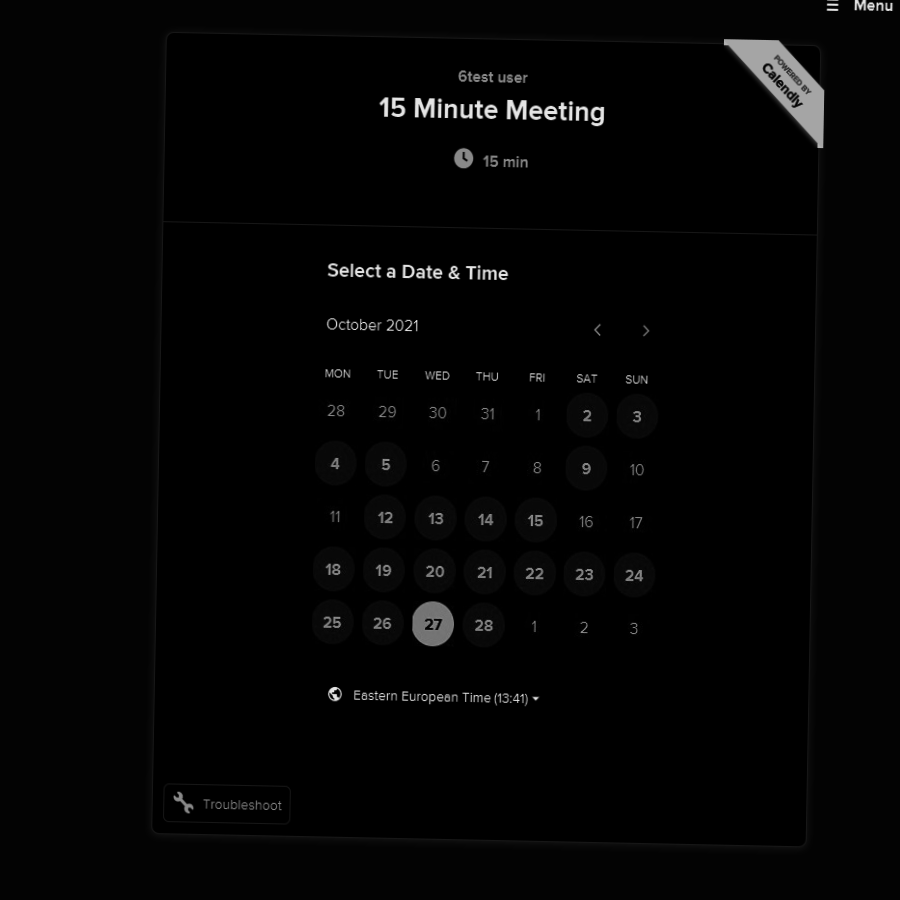 ☰ Menu
POWERED BY
Calendly
6test user
15 Minute Meeting
15 min
Select a Date & Time
October 2021
MON TUE WED THU FRI SAT SUN
28 29 30 31 1 2 3
4 5 6 7 8 9 10
11 12 13 14 15 16 17
18 19 20 21 22 23 24
25 26 27 28 1 2 3
Eastern European Time (13:41)
Troubleshoot